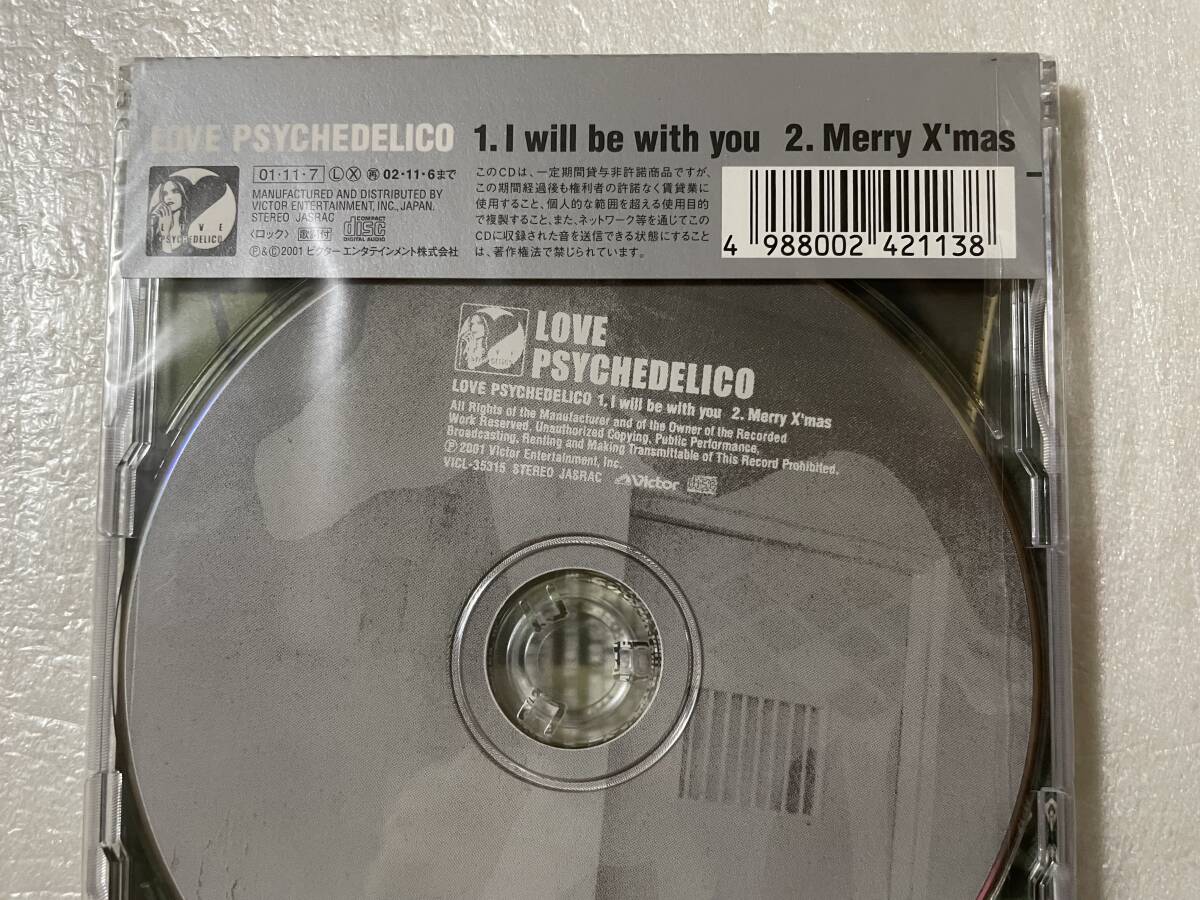 LOVE PSYCHEDELICO 1. I will be with you 2. Merry X'mas
LOVE
PSYCHEDELICO
01・11・7 Ⓛ Ⓧ 再 02・11・6まで
MANUFACTURED AND DISTRIBUTED BY
VICTOR ENTERTAINMENT, INC., JAPAN.
STEREO JASRAC
〈ロック〉 歌詞付 COMPACT disc DIGITAL AUDIO
Ⓟ&Ⓒ2001 ビクターエンタテインメント株式会社
このCDは、一定期間貸与非許諾商品ですが、
この期間経過後も権利者の許諾なく賃貸業に
使用すること、個人的な範囲を超える使用目的
で複製すること、また、ネットワーク等を通じてこの
CDに収録された音を送信できる状態にすること
は、著作権法で禁じられています。
4 988002 421138
LOVE
PSYCHEDELICO
LOVE PSYCHEDELICO 1. I will be with you 2. Merry X'mas
All Rights of the Manufacturer and of the Owner of the Recorded
Work Reserved. Unauthorized Copying, Public Performance,
Broadcasting, Renting and Making Transmittable of This Record Prohibited.
Ⓟ2001 Victor Entertainment, Inc.
VICL-35315 STEREO JASRAC Victor